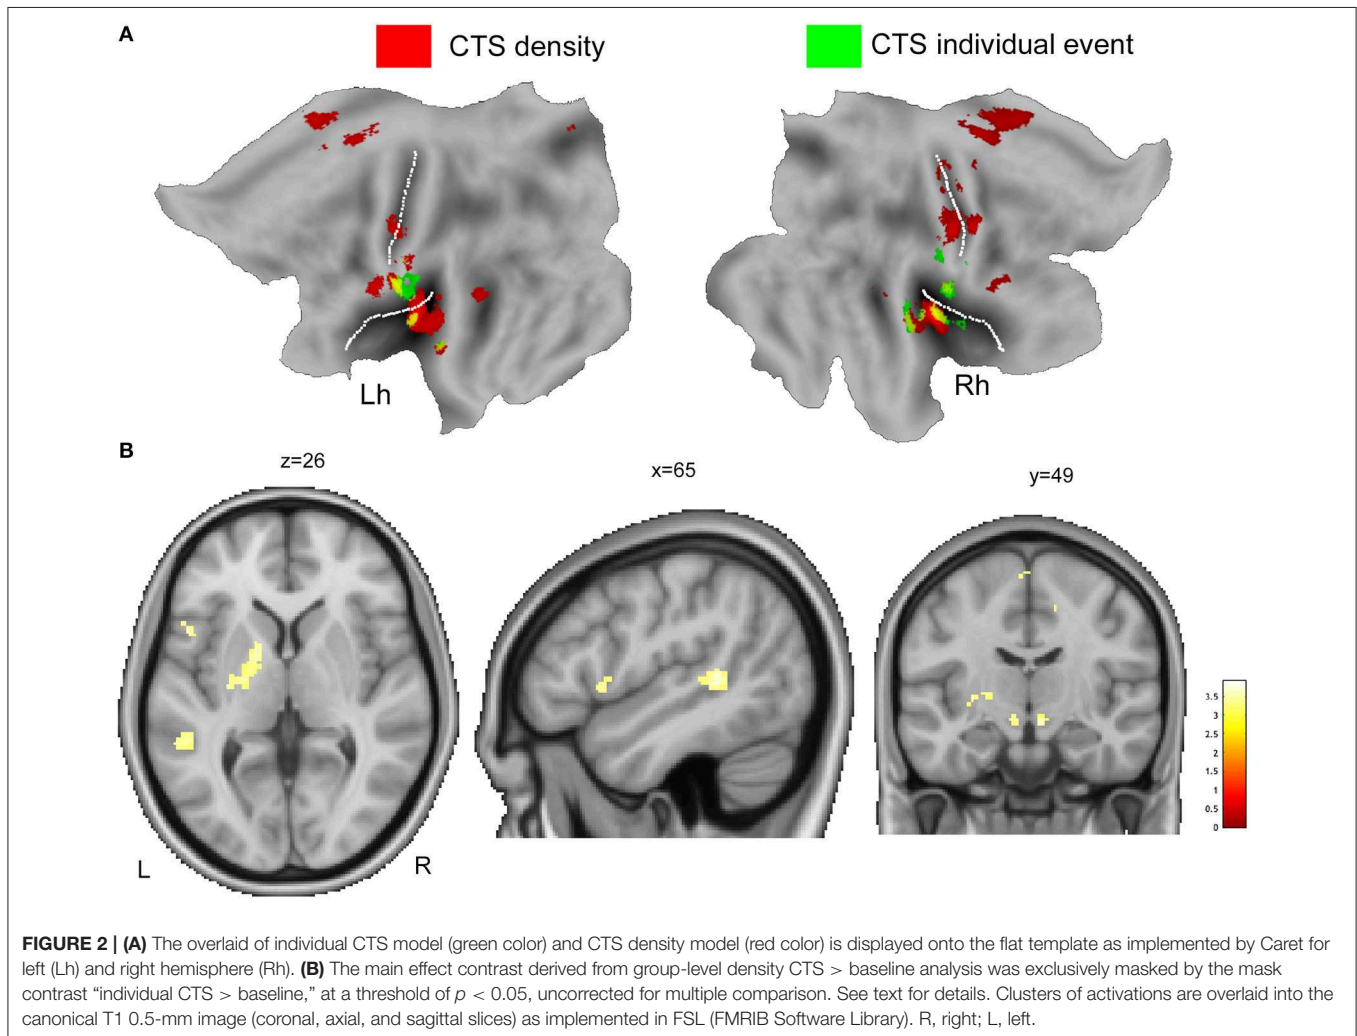 A
CTS density
CTS individual event
Lh
Rh
B
z=26
x=65
y=49
3.5
3
2.5
2
1.5
1
0.5
0
L
R
FIGURE 2 | (A) The overlaid of individual CTS model (green color) and CTS density model (red color) is displayed onto the flat template as implemented by Caret for
left (Lh) and right hemisphere (Rh). (B) The main effect contrast derived from group-level density CTS > baseline analysis was exclusively masked by the mask
contrast “individual CTS > baseline,” at a threshold of p < 0.05, uncorrected for multiple comparison. See text for details. Clusters of activations are overlaid into the
canonical T1 0.5-mm image (coronal, axial, and sagittal slices) as implemented in FSL (FMRIB Software Library). R, right; L, left.